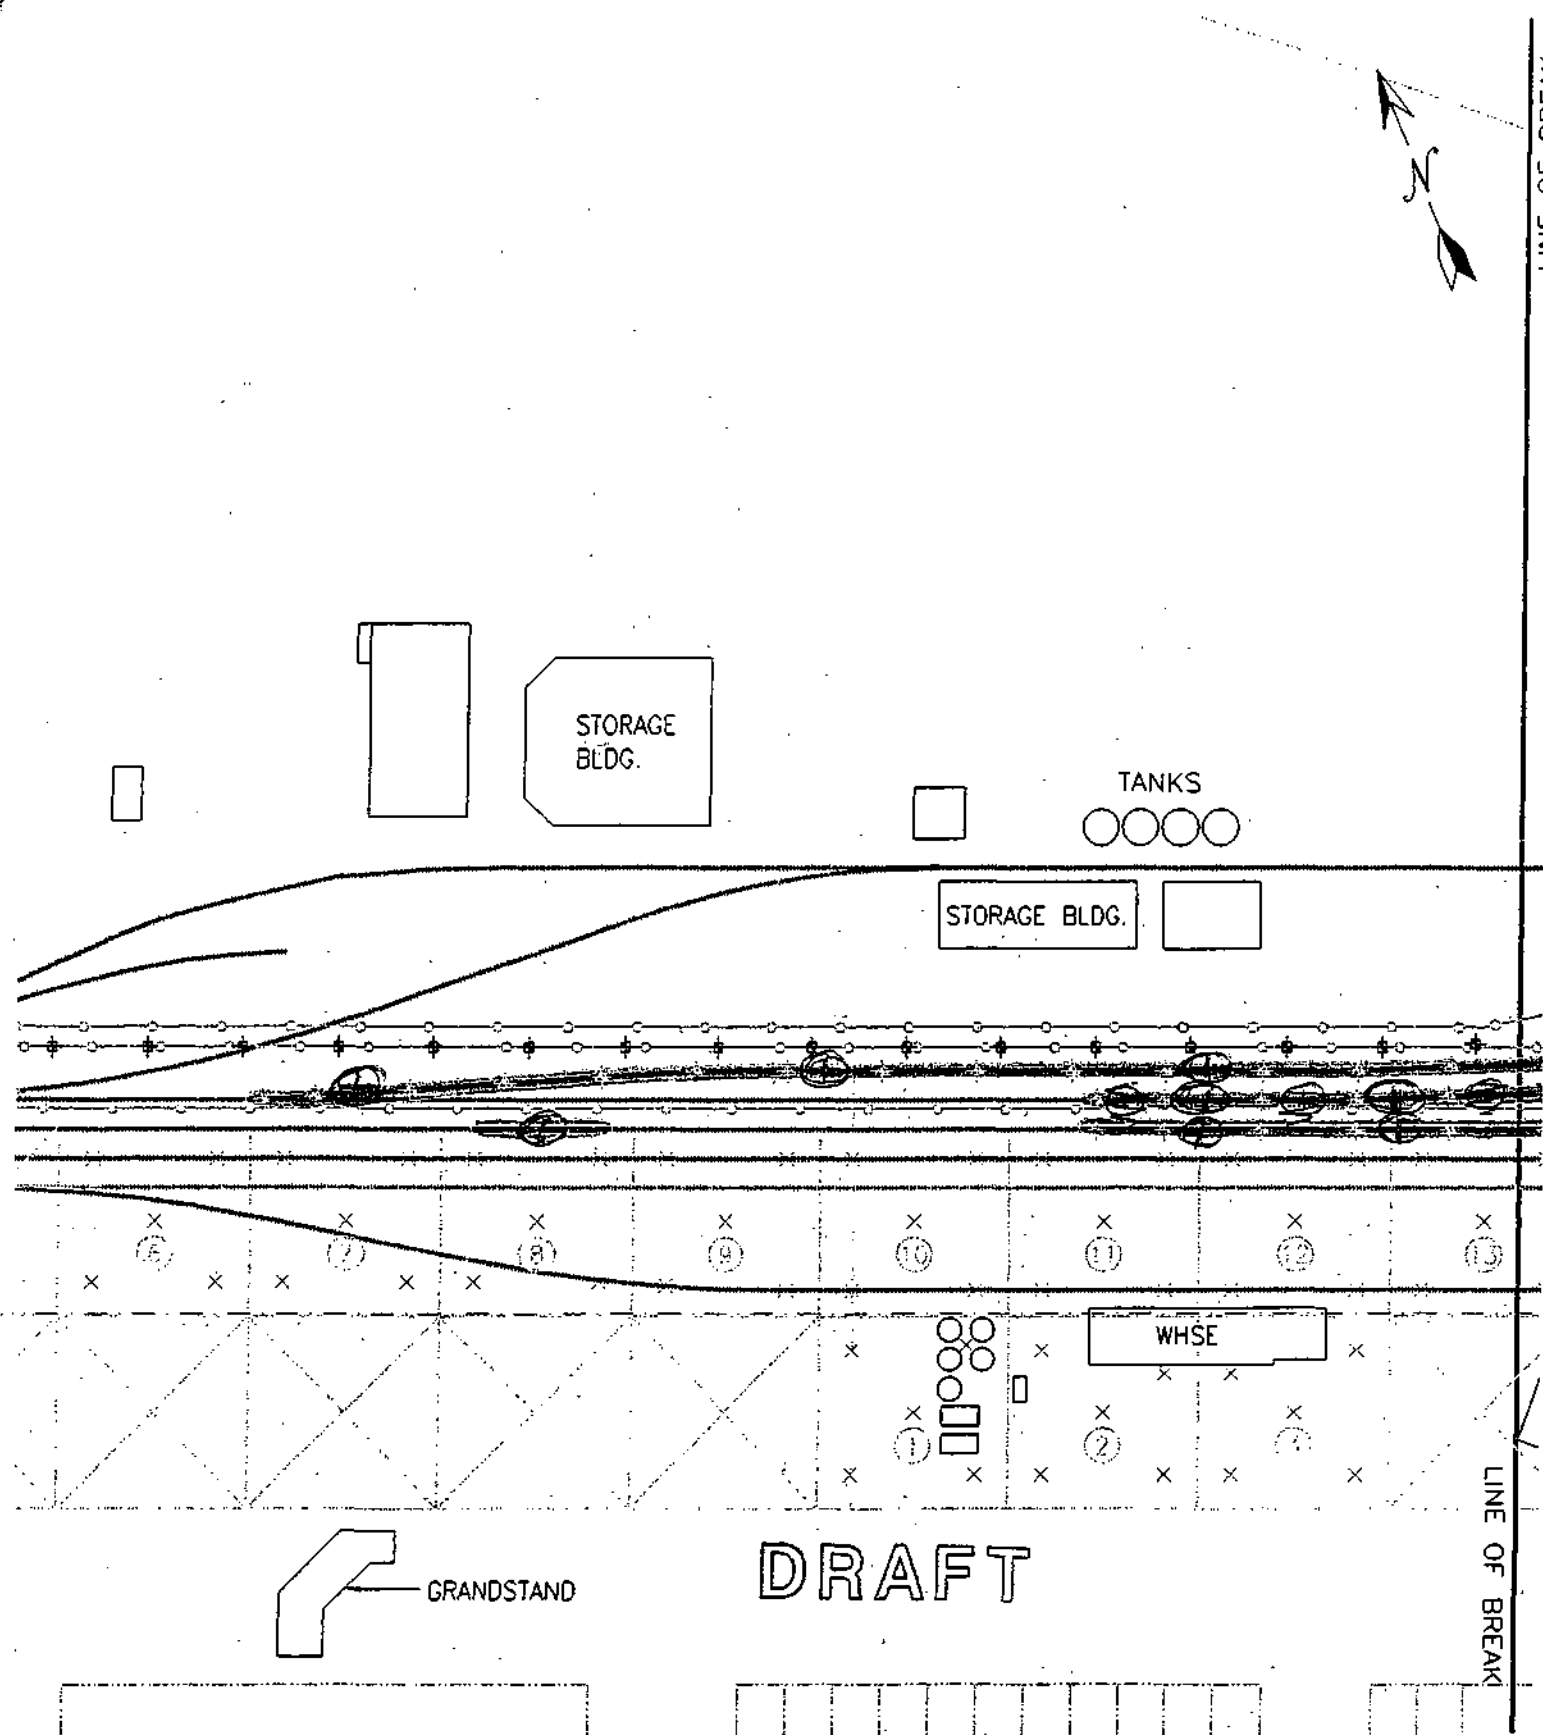 N
STORAGE
BLDG.
TANKS
STORAGE BLDG.
6 7 8 9 10 11 12 13
WHSE
1 2
LINE OF BREAK
DRAFT
GRANDSTAND